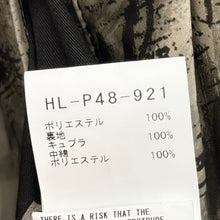 HL-P48-921
ポリエステル 100%
裏地
キュプラ 100%
中綿
ポリエステル 100%
THERE IS A RISK THAT THE